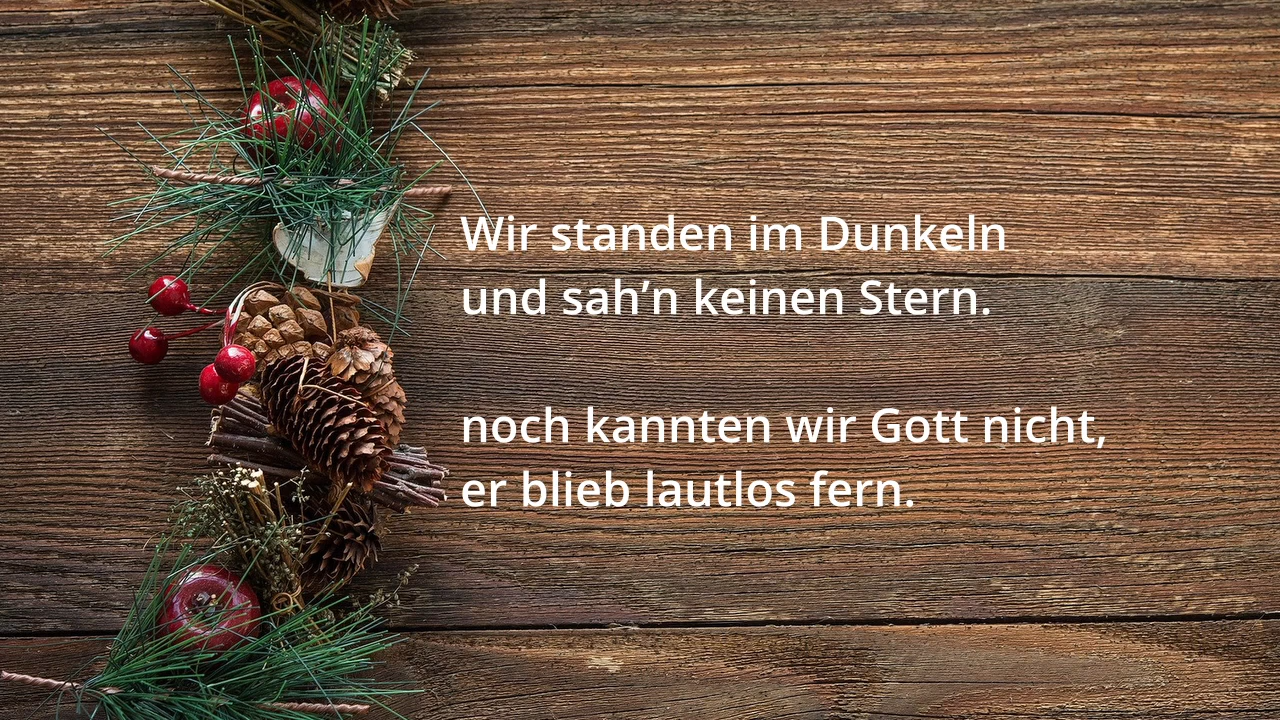 Wir standen im Dunkeln
und sah’n keinen Stern.
noch kannten wir Gott nicht,
er blieb lautlos fern.